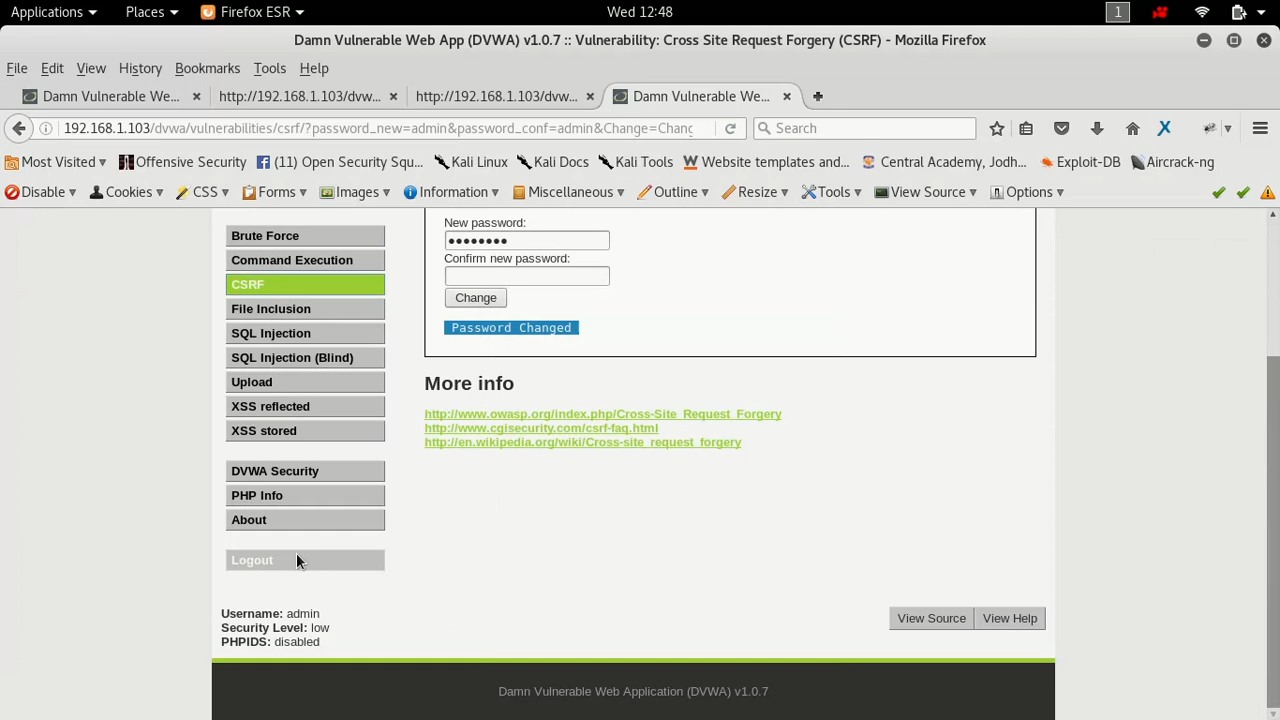 Applications Places Firefox ESR Wed 12:48 1
Damn Vulnerable Web App (DVWA) v1.0.7 :: Vulnerability: Cross Site Request Forgery (CSRF) - Mozilla Firefox
File Edit View History Bookmarks Tools Help
Damn Vulnerable We... × http://192.168.1.103/dvw... × http://192.168.1.103/dvw... × Damn Vulnerable We... ×
192.168.1.103/dvwa/vulnerabilities/csrf/?password_new=admin&password_conf=admin&Change=Chang Search
Most Visited Offensive Security (11) Open Security Squ... Kali Linux Kali Docs Kali Tools Website templates and... Central Academy, Jodh... Exploit-DB Aircrack-ng
Disable Cookies CSS Forms Images Information Miscellaneous Outline Resize Tools View Source Options
New password:
●●●●●●●●
Confirm new password:
Change
Password Changed
More info
http://www.owasp.org/index.php/Cross-Site_Request_Forgery
http://www.cgisecurity.com/csrf-faq.html
http://en.wikipedia.org/wiki/Cross-site_request_forgery
Brute Force
Command Execution
CSRF
File Inclusion
SQL Injection
SQL Injection (Blind)
Upload
XSS reflected
XSS stored
DVWA Security
PHP Info
About
Logout
Username: admin
Security Level: low
PHPIDS: disabled
View Source View Help
Damn Vulnerable Web Application (DVWA) v1.0.7